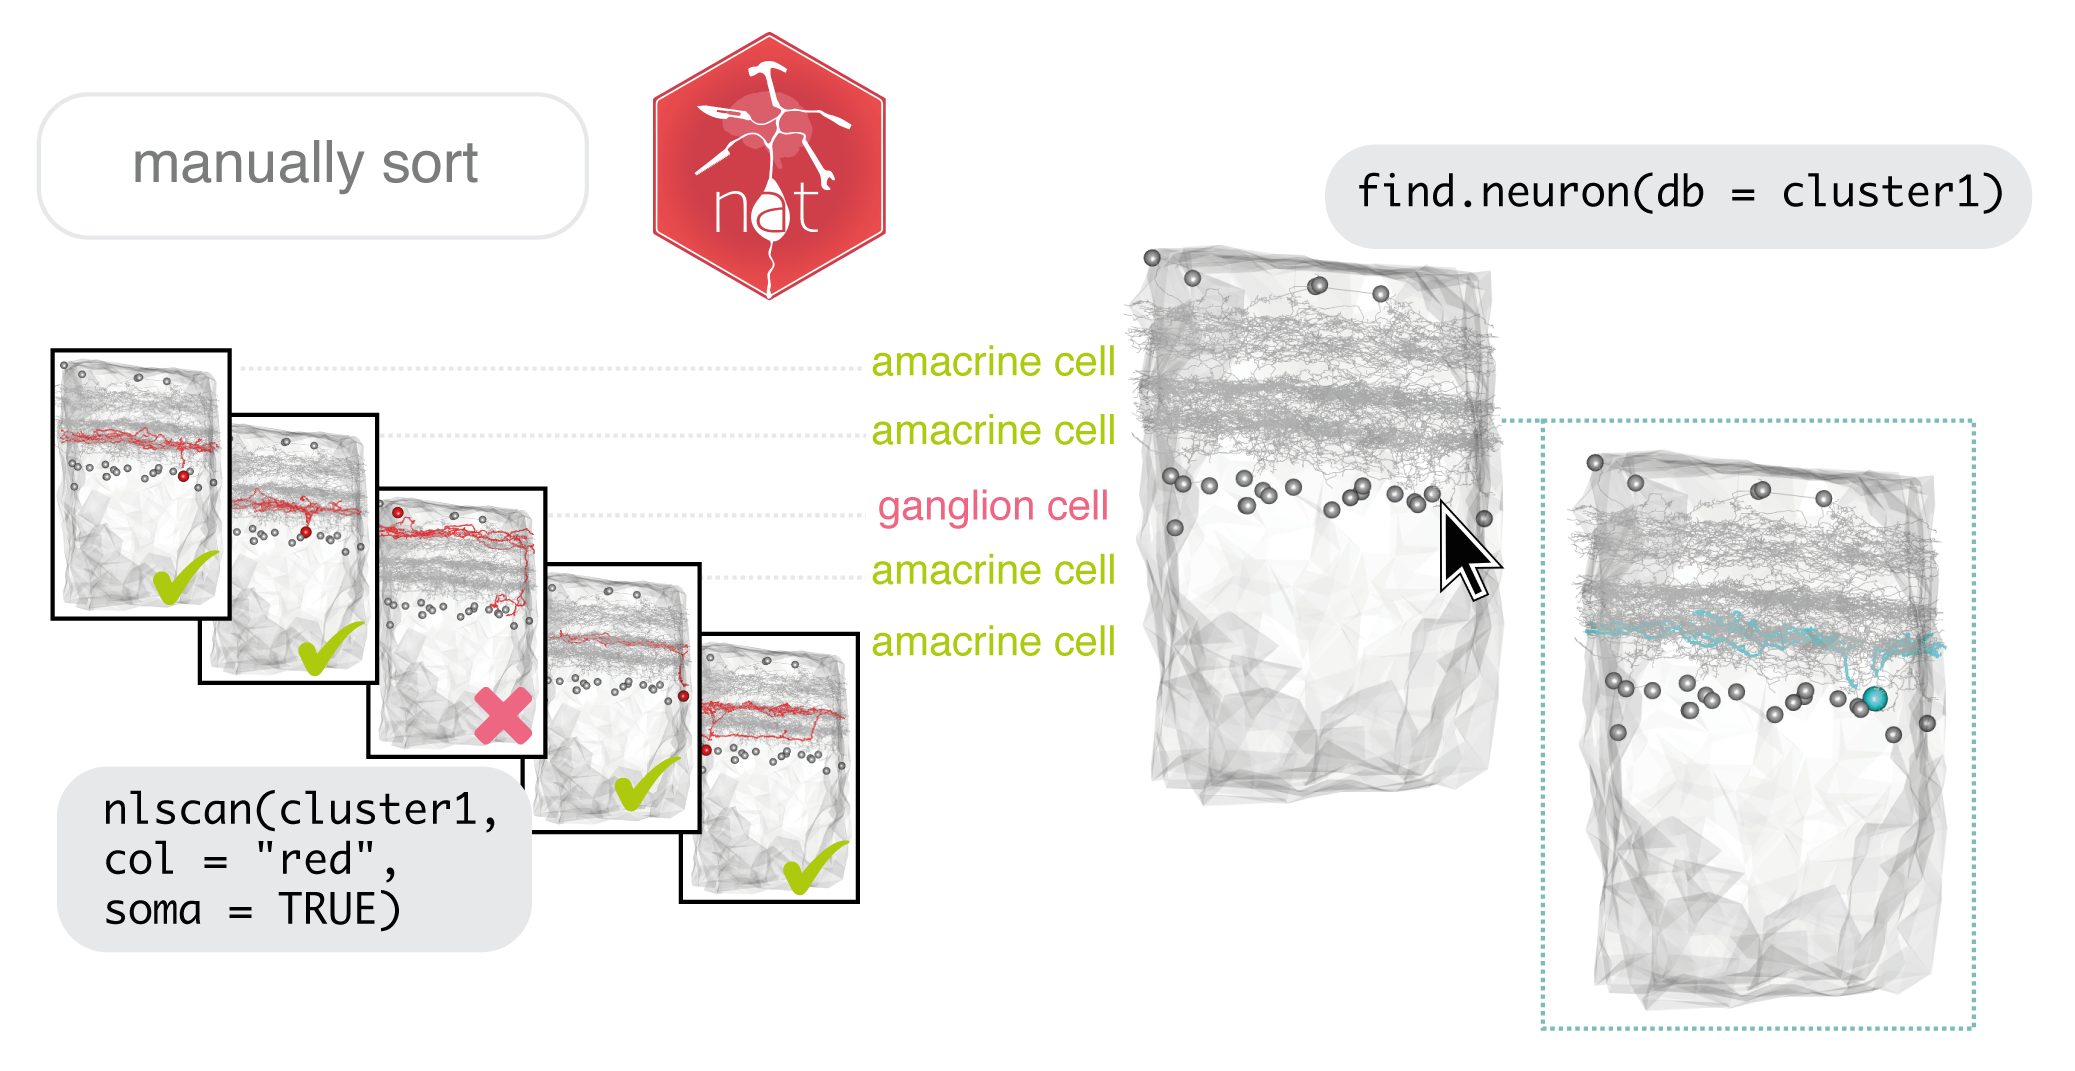 manually sort
nat
find.neuron(db = cluster1)
amacrine cell
amacrine cell
ganglion cell
amacrine cell
amacrine cell
nlscan(cluster1,
col = "red",
soma = TRUE)